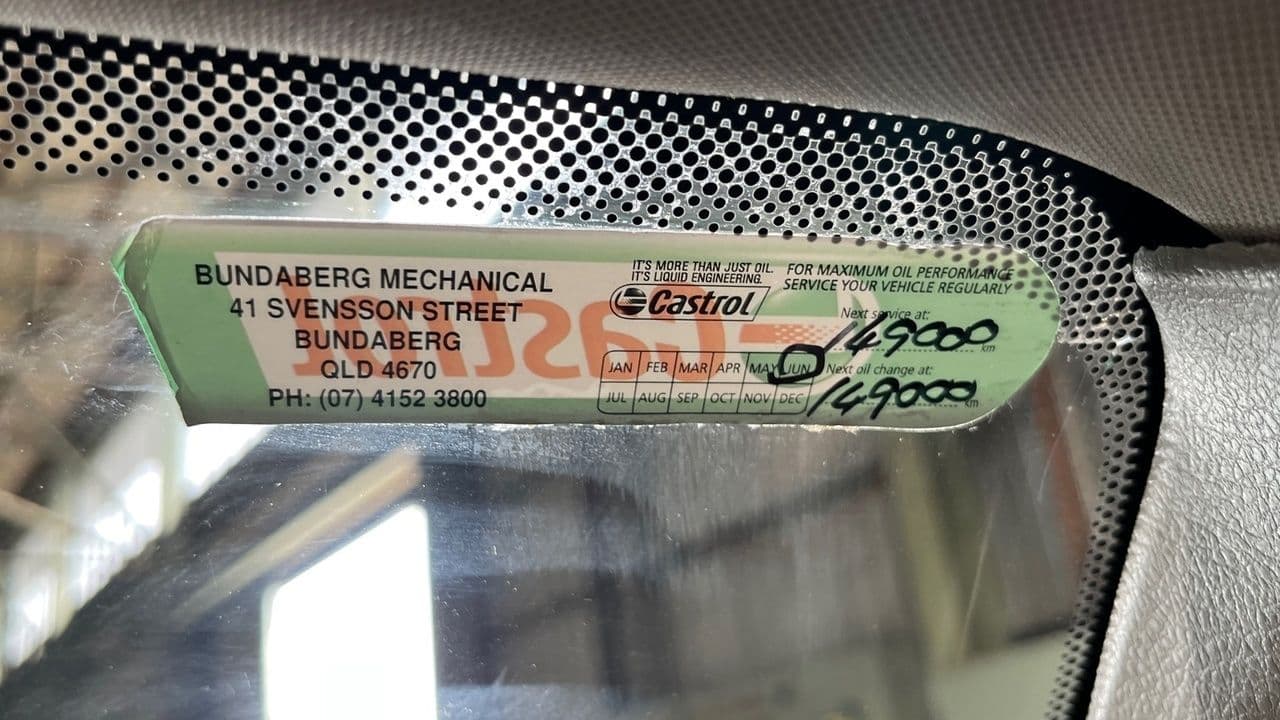 BUNDABERG MECHANICAL
41 SVENSSON STREET
BUNDABERG
QLD 4670
PH: (07) 4152 3800
IT'S MORE THAN JUST OIL.
IT'S LIQUID ENGINEERING.
Castrol
FOR MAXIMUM OIL PERFORMANCE
SERVICE YOUR VEHICLE REGULARLY
Next service at:
149000 km
JAN FEB MAR APR MAY JUN
JUL AUG SEP OCT NOV DEC
Next oil change at:
149000 km
Castrol